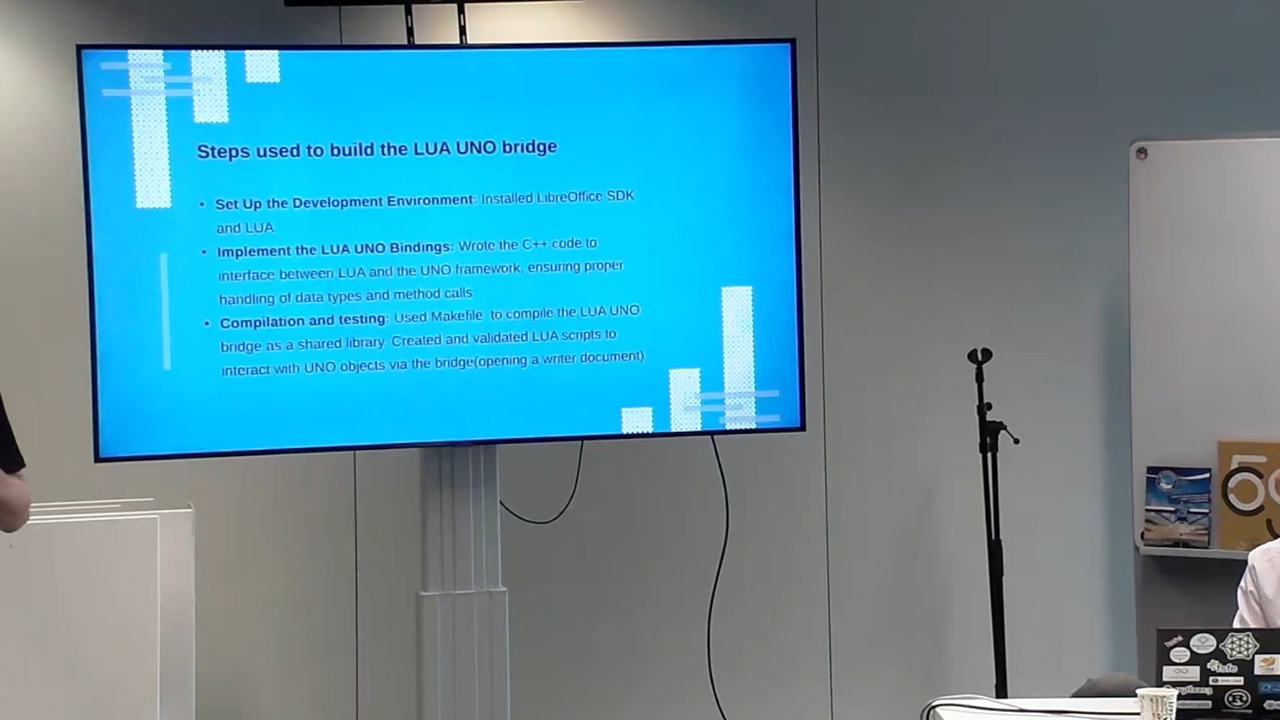 Steps used to build the LUA UNO bridge
• Set Up the Development Environment: Installed LibreOffice SDK
and LUA
• Implement the LUA UNO Bindings: Wrote the C++ code to
interface between LUA and the UNO framework, ensuring proper
handling of data types and method calls
• Compilation and testing: Used Makefile to compile the LUA UNO
bridge as a shared library. Created and validated LUA scripts to
interact with UNO objects via the bridge(opening a writer document)
fsfe